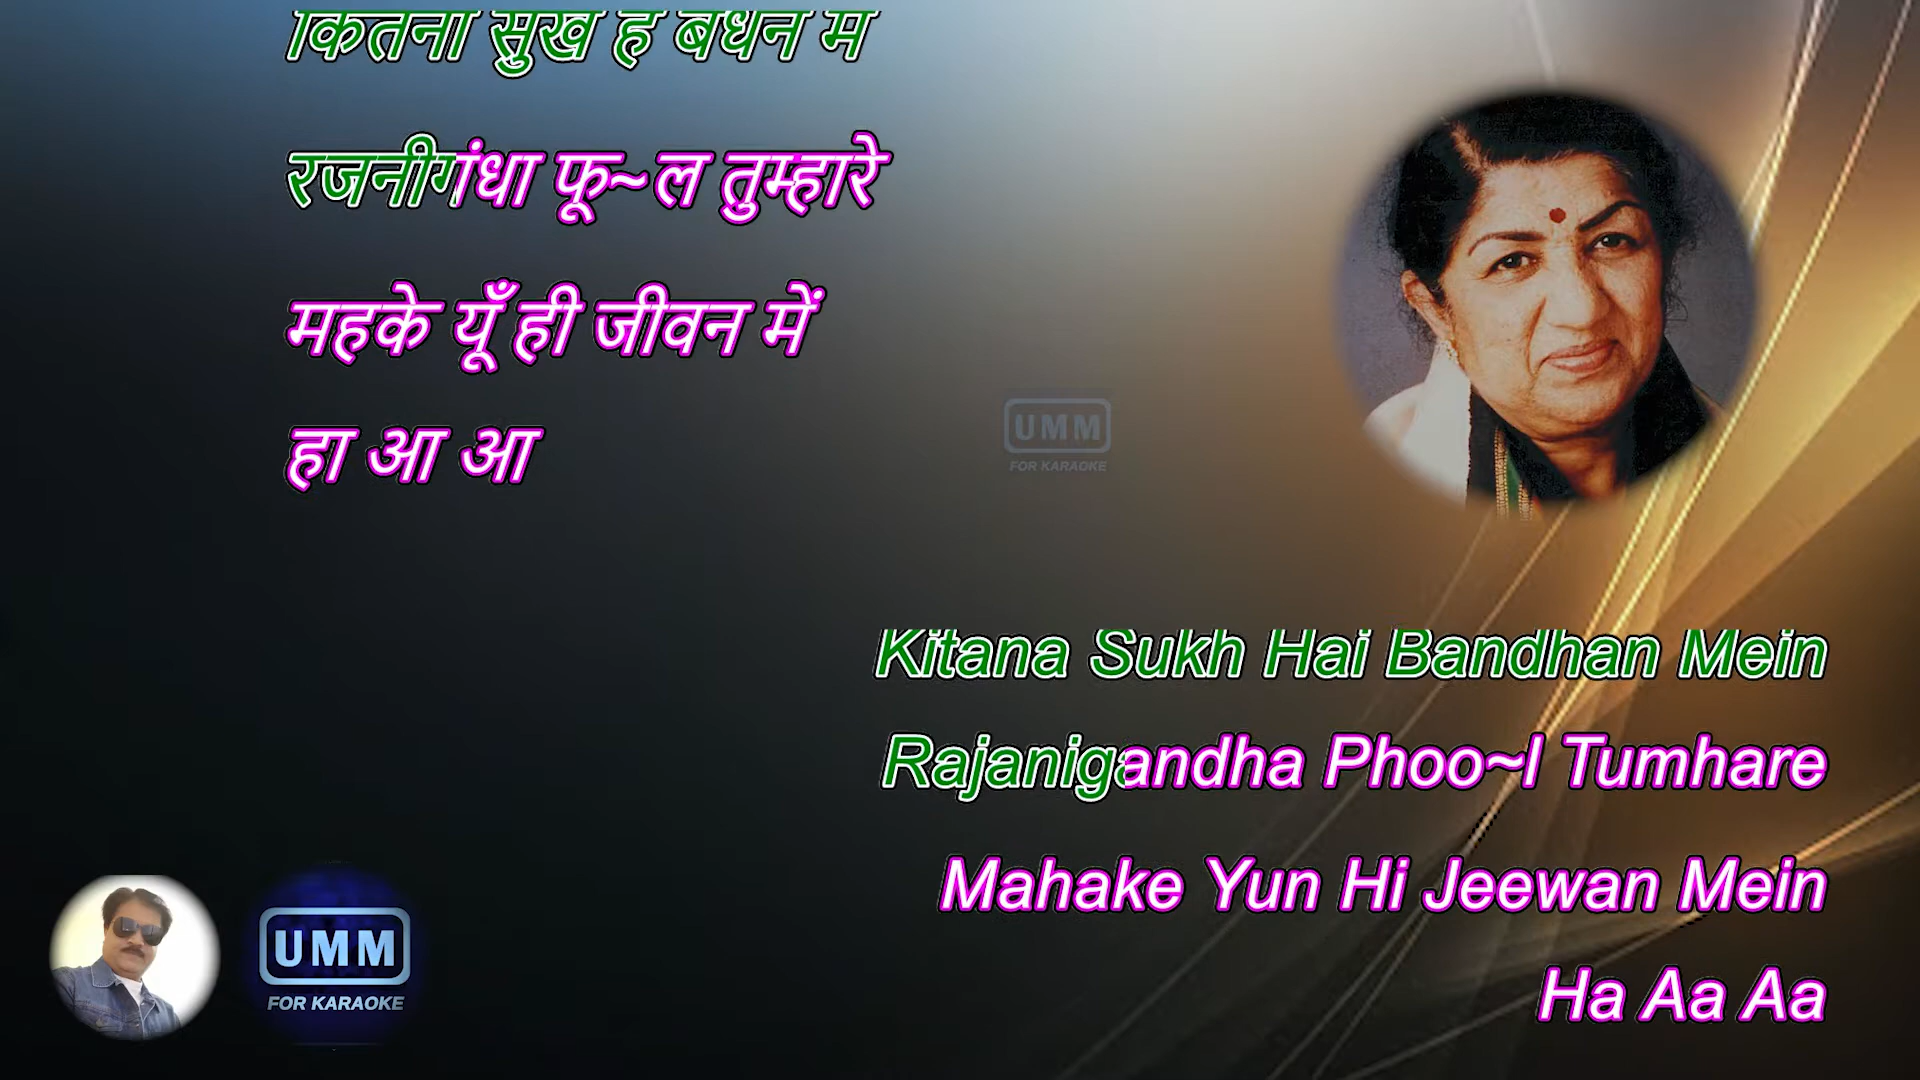 कितना सुख है बंधन में
रजनीगंधा फू~ल तुम्हारे
महके यूँ ही जीवन में
हा आ आ
UMM
FOR KARAOKE
Kitana Sukh Hai Bandhan Mein
Rajanigandha Phoo~l Tumhare
Mahake Yun Hi Jeewan Mein
Ha Aa Aa
UMM
FOR KARAOKE